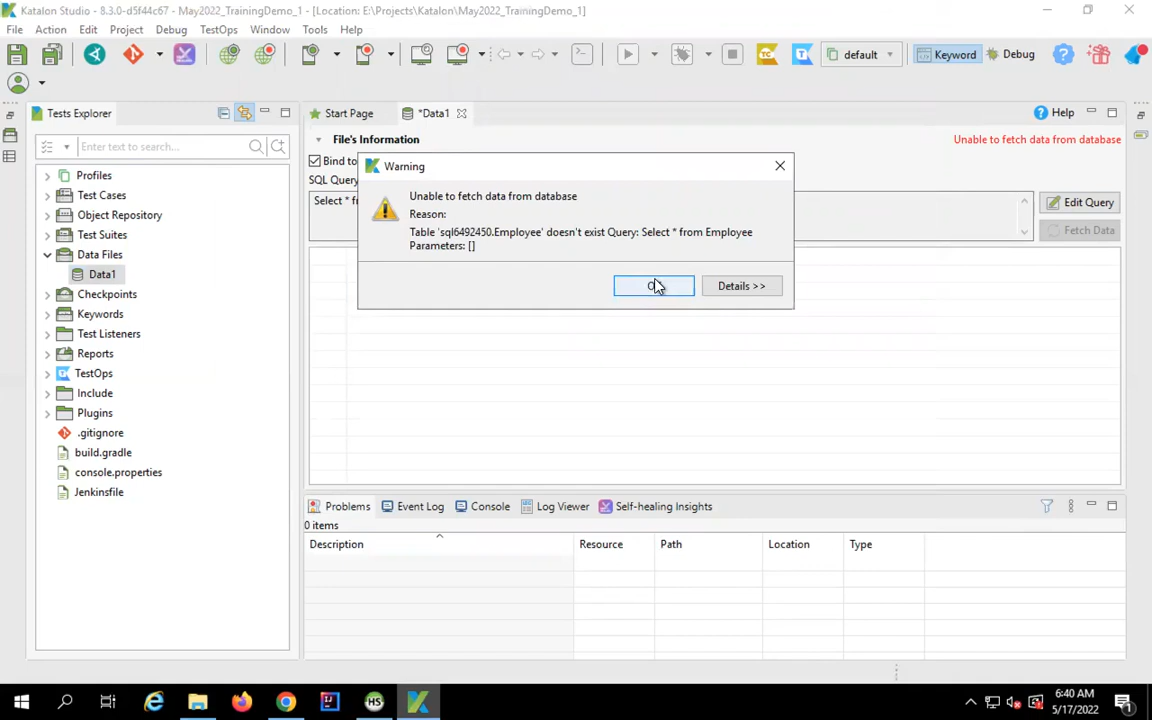 Katalon Studio - 8.3.0-d5f44c67 - May2022_TrainingDemo_1 - [Location: E:\Projects\Katalon\May2022_TrainingDemo_1]
File Action Edit Project Debug TestOps Window Tools Help
default Keyword Debug
Tests Explorer
Start Page *Data1 Help
Enter text to search...
File's Information
Unable to fetch data from database
Bind to
SQL Query
Select * f
Edit Query
Fetch Data
Profiles
Test Cases
Object Repository
Test Suites
Data Files
Data1
Checkpoints
Keywords
Test Listeners
Reports
TestOps
Include
Plugins
.gitignore
build.gradle
console.properties
Jenkinsfile
Warning
Unable to fetch data from database
Reason:
Table 'sql6492450.Employee' doesn't exist Query: Select * from Employee
Parameters: []
Details >>
Problems Event Log Console Log Viewer Self-healing Insights
0 items
Description Resource Path Location Type
6:40 AM
5/17/2022
HS
1